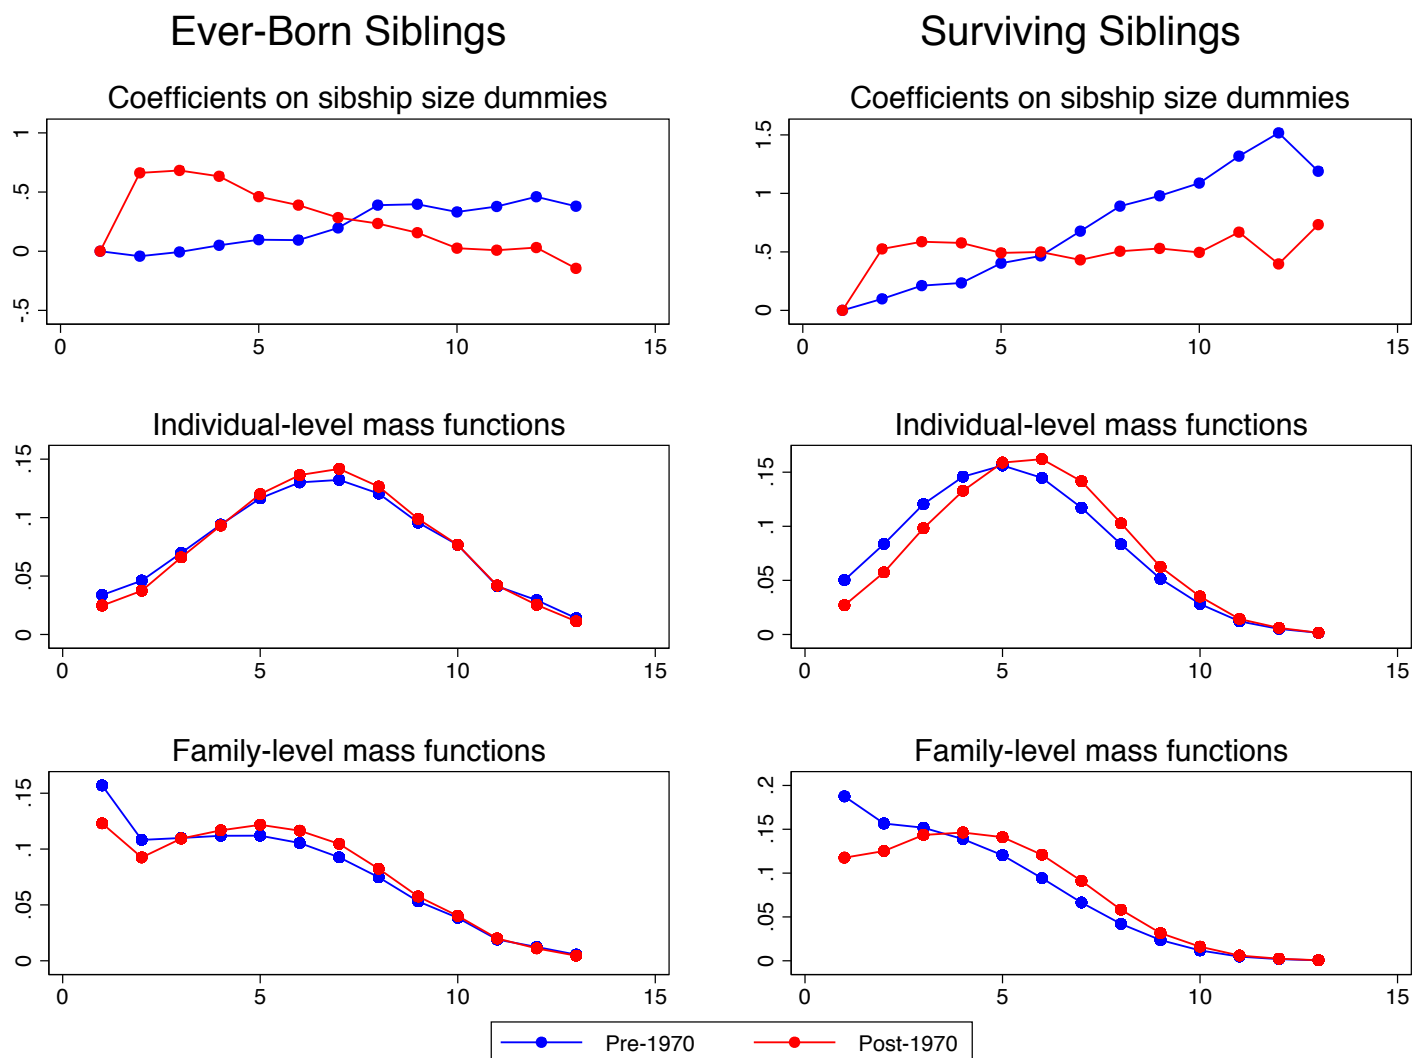 Ever-Born Siblings
Surviving Siblings
Coefficients on sibship size dummies
1
.5
0
-.5
0 5 10 15
Coefficients on sibship size dummies
1.5
1
.5
0
0 5 10 15
Individual-level mass functions
.15
.1
.05
0
0 5 10 15
Individual-level mass functions
.15
.1
.05
0
0 5 10 15
Family-level mass functions
.15
.1
.05
0
0 5 10 15
Family-level mass functions
.2
.15
.1
.05
0
0 5 10 15
Pre-1970 Post-1970